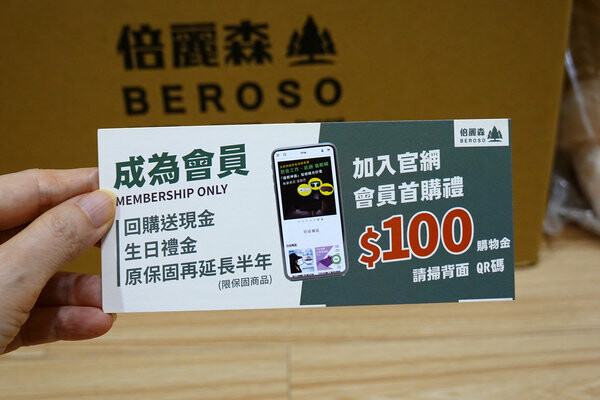 倍麗森
BEROSO
倍麗森
BEROSO
成為會員
MEMBERSHIP ONLY
回購送現金
生日禮金
原保固再延長半年
(限保固商品)
加入官網
會員首購禮
$100 購物金
請掃背面 QR碼